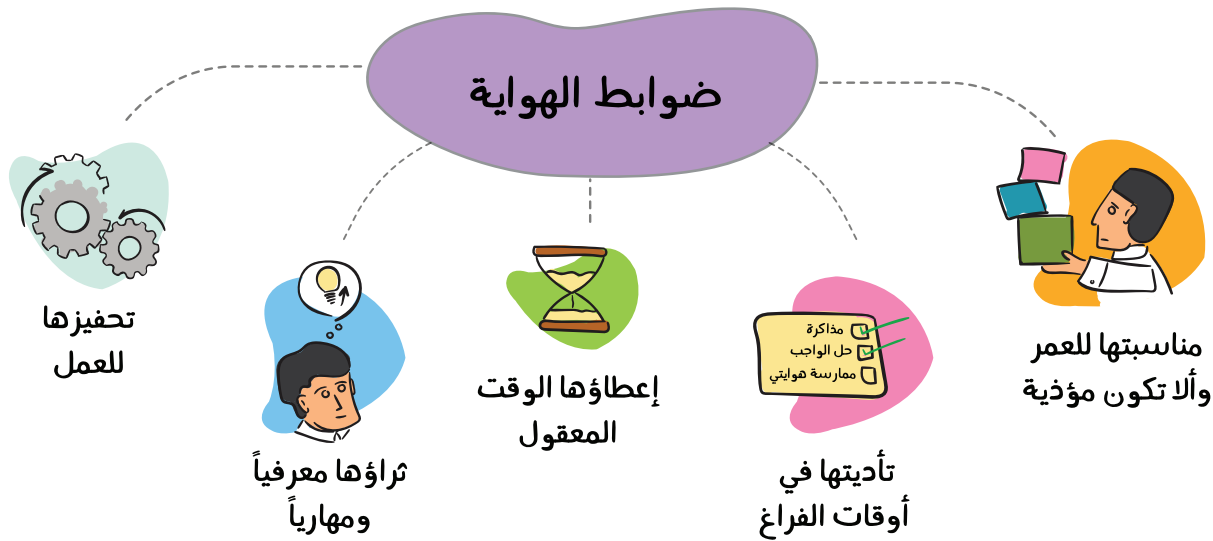 ضوابط الهواية
مناسبتها للعمر
وألا تكون مؤذية
مذاكرة
حل الواجب
ممارسة هوايتي
تأديتها في
أوقات الفراغ
إعطاؤها الوقت
المعقول
ثراؤها معرفياً
ومهارياً
تحفيزها
للعمل